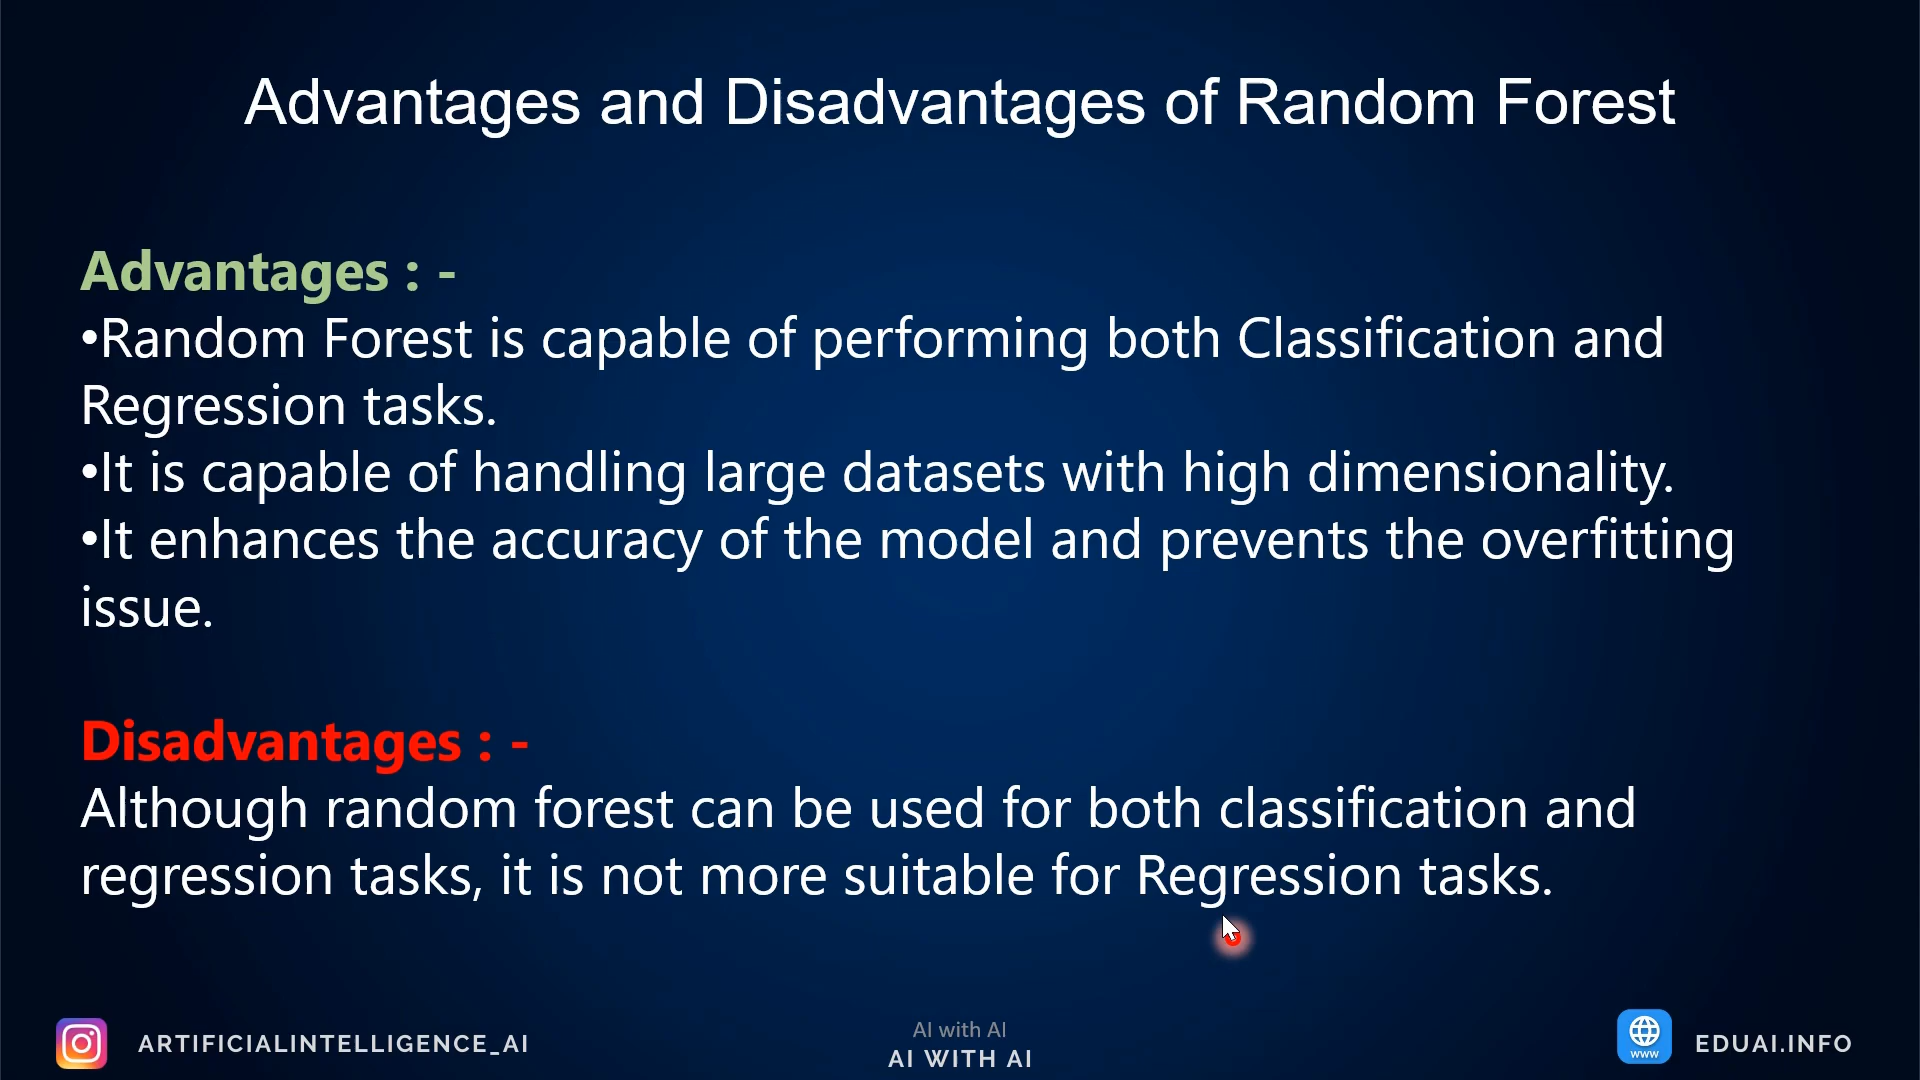 Advantages and Disadvantages of Random Forest
Advantages : -
•Random Forest is capable of performing both Classification and
Regression tasks.
•It is capable of handling large datasets with high dimensionality.
•It enhances the accuracy of the model and prevents the overfitting
issue.
Disadvantages : -
Although random forest can be used for both classification and
regression tasks, it is not more suitable for Regression tasks.
ARTIFICIALINTELLIGENCE_AI
AI with AI
AI WITH AI
www
EDUAI.INFO